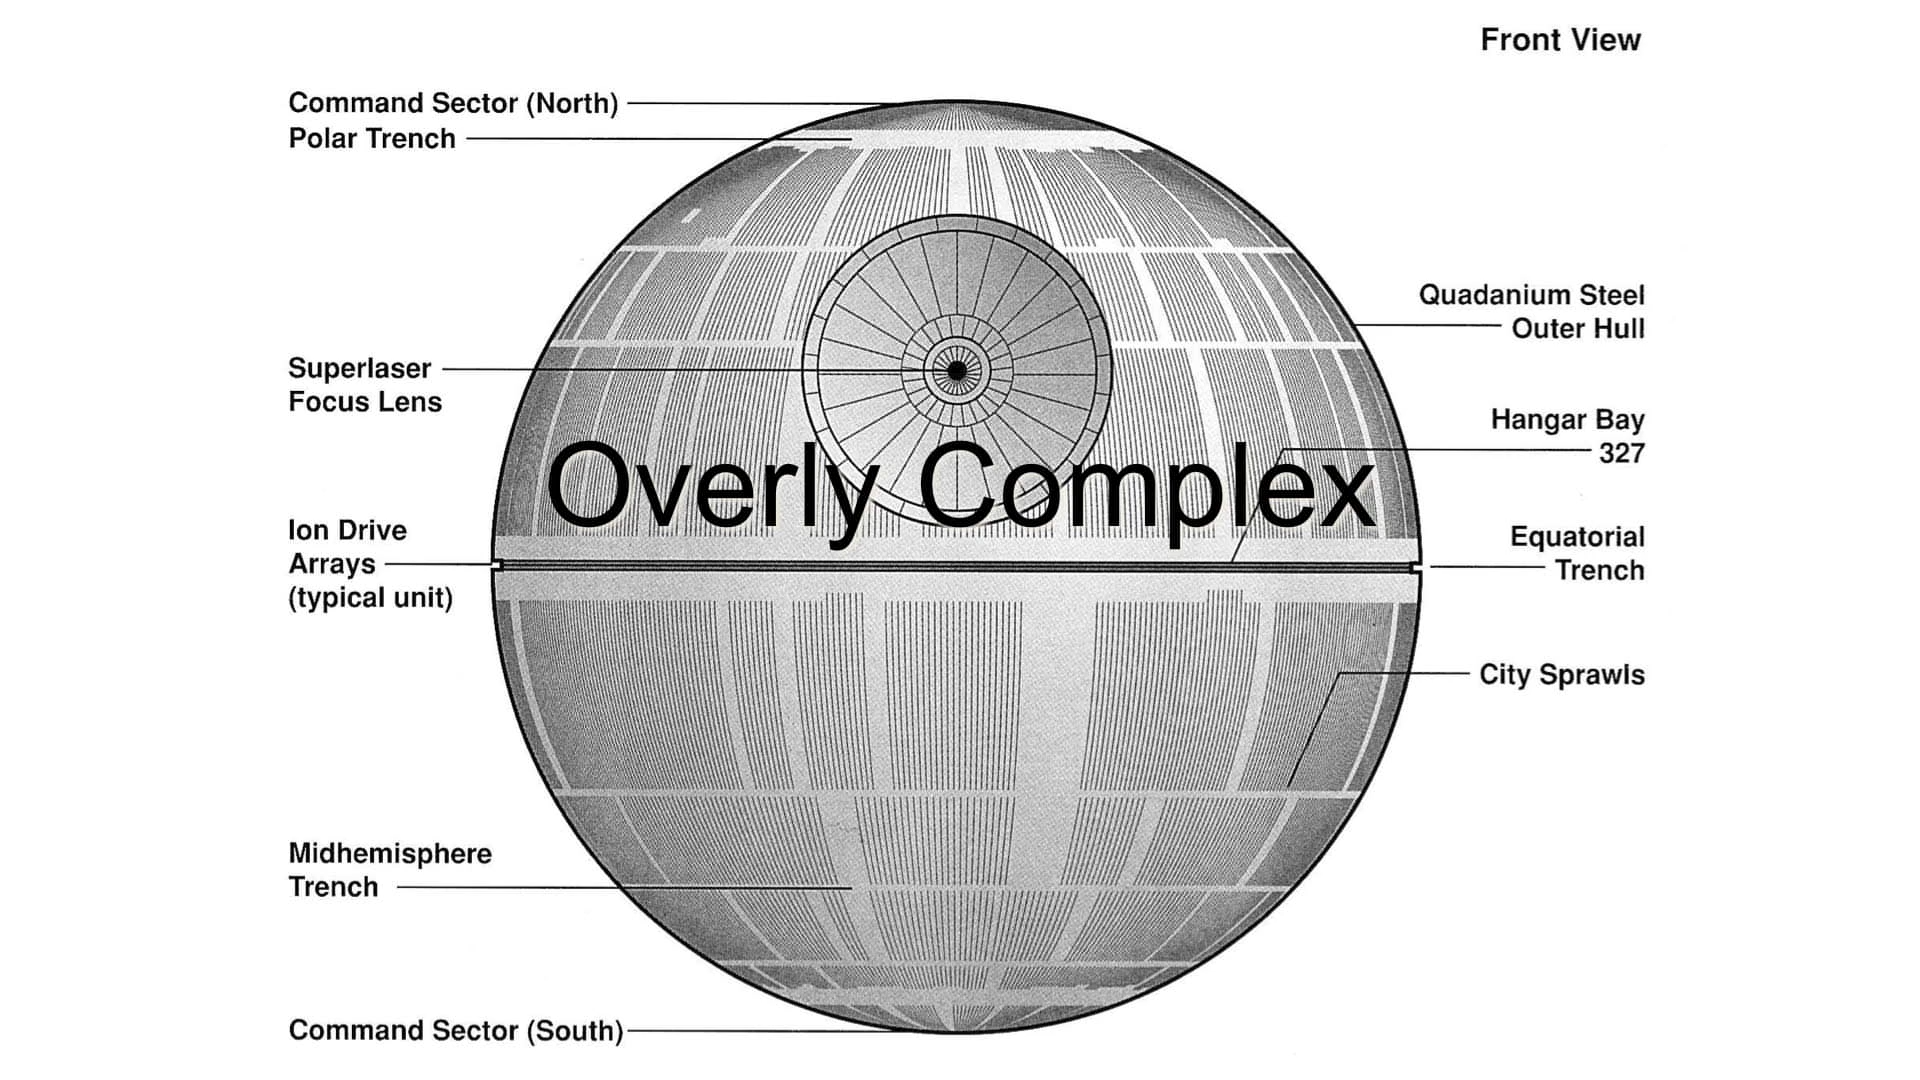 Front View
Command Sector (North)
Polar Trench
Quadanium Steel
Outer Hull
Superlaser
Focus Lens
Hangar Bay
327
Overly Complex
Ion Drive
Arrays
(typical unit)
Equatorial
Trench
City Sprawls
Midhemisphere
Trench
Command Sector (South)